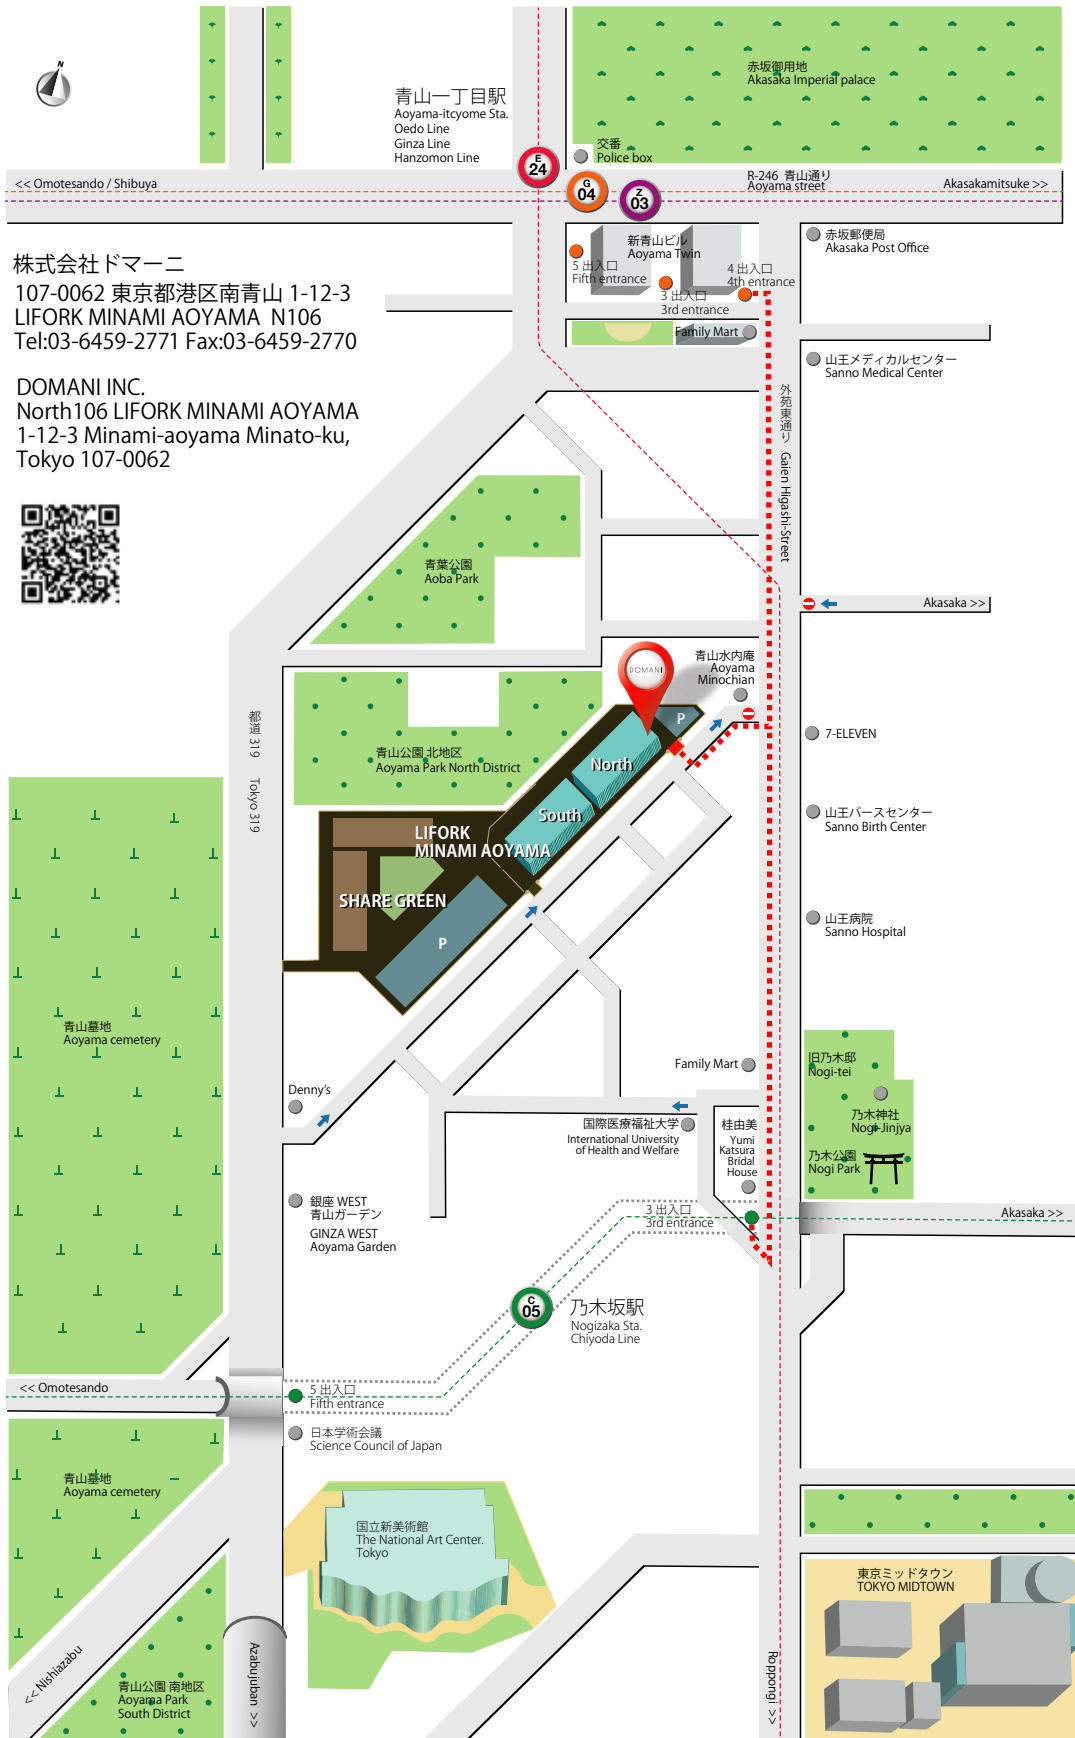 N
赤坂御用地
Akasaka Imperial palace
青山一丁目駅
Aoyama-itcyome Sta.
Oedo Line
Ginza Line
Hanzomon Line
交番
Police box
E
24
G
04
Z
03
<< Omotesando / Shibuya
R-246 青山通り
Aoyama street
Akasakamitsuke >>
株式会社ドマーニ
107-0062 東京都港区南青山 1-12-3
LIFORK MINAMI AOYAMA N106
Tel:03-6459-2771 Fax:03-6459-2770
DOMANI INC.
North106 LIFORK MINAMI AOYAMA
1-12-3 Minami-aoyama Minato-ku,
Tokyo 107-0062
新青山ビル
Aoyama Twin
5 出入口
Fifth entrance
4 出入口
4th entrance
3 出入口
3rd entrance
Family Mart
赤坂郵便局
Akasaka Post Office
山王メディカルセンター
Sanno Medical Center
外苑東通り Gaien Higashi-Street
青葉公園
Aoba Park
Akasaka >>
DOMANI
青山水内庵
Aoyama
Minochian
都道 319 Tokyo 319
青山公園 北地区
Aoyama Park North District
P
North
South
LIFORK
MINAMI AOYAMA
SHARE GREEN
P
7-ELEVEN
山王バースセンター
Sanno Birth Center
山王病院
Sanno Hospital
青山墓地
Aoyama cemetery
Denny's
Family Mart
旧乃木邸
Nogi-tei
乃木神社
Nogi-Jinjya
乃木公園
Nogi Park
国際医療福祉大学
International University
of Health and Welfare
桂由美
Yumi
Katsura
Bridal
House
銀座 WEST
青山ガーデン
GINZA WEST
Aoyama Garden
3 出入口
3rd entrance
Akasaka >>
C
05
乃木坂駅
Nogizaka Sta.
Chiyoda Line
<< Omotesando
5 出入口
Fifth entrance
日本学術会議
Science Council of Japan
青山墓地
Aoyama cemetery
国立新美術館
The National Art Center.
Tokyo
東京ミッドタウン
TOKYO MIDTOWN
<< Nishiazabu
青山公園 南地区
Aoyama Park
South District
Azabujuban >>
Roppongi >>